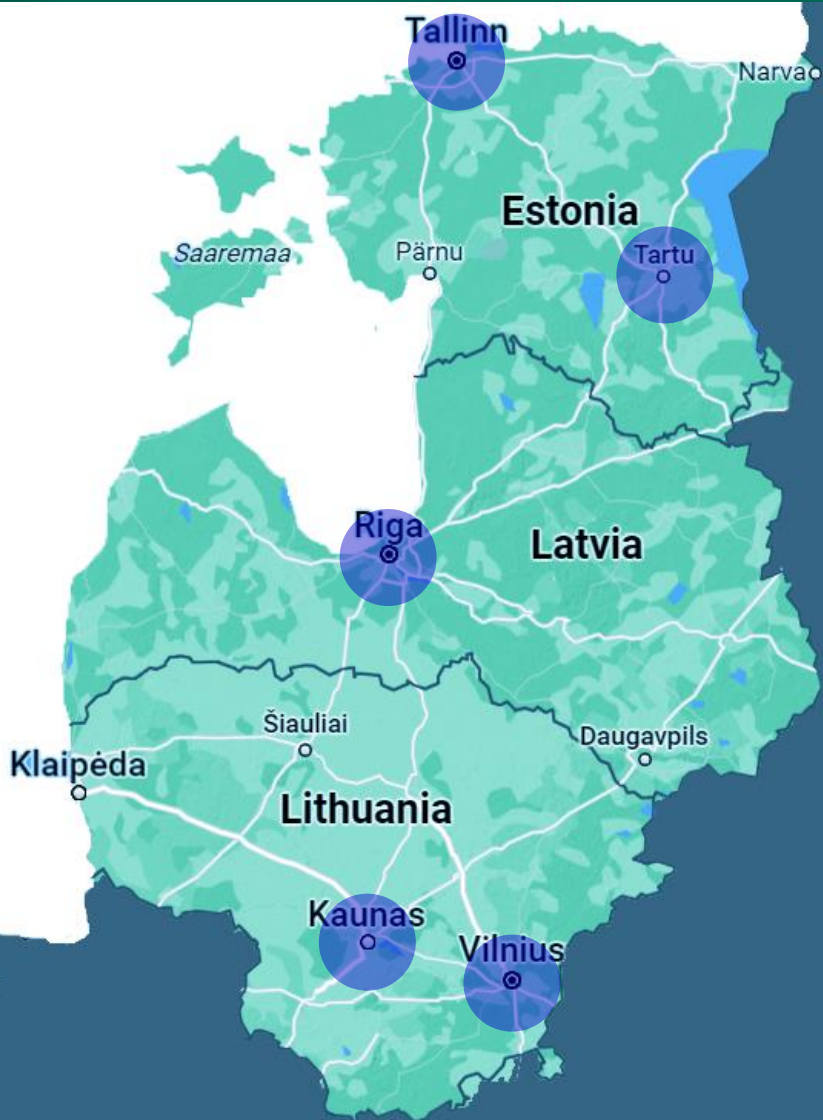 Tallinn
Narva
Estonia
Saaremaa
Pärnu
Tartu
Riga
Latvia
Šiauliai
Daugavpils
Klaipėda
Lithuania
Kaunas
Vilnius